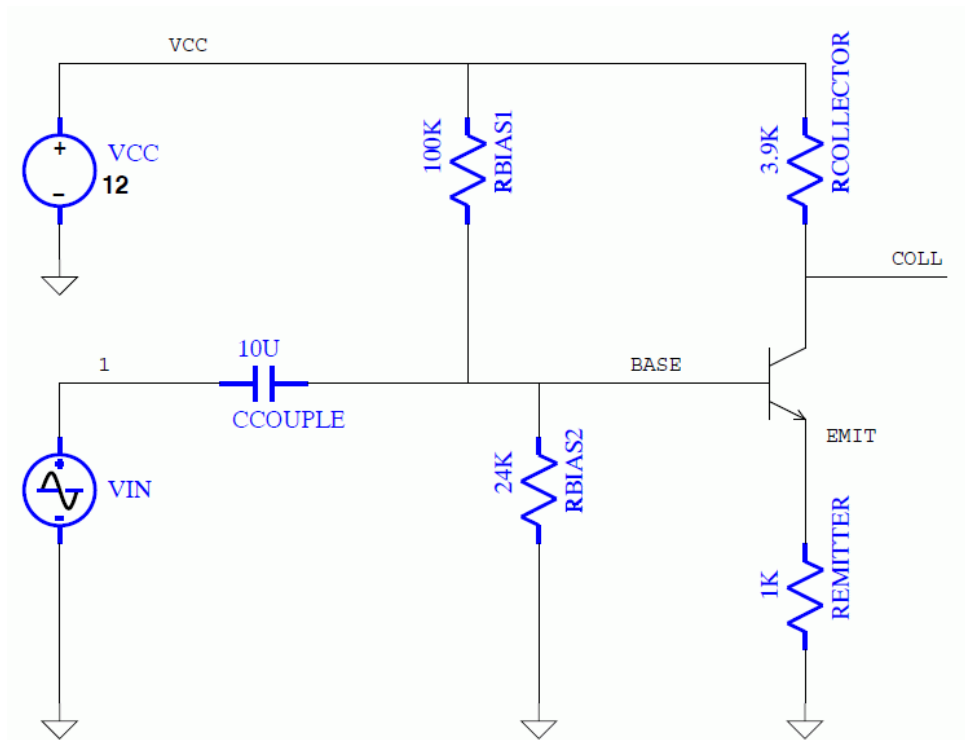 VCC
VCC
12
+
-
100K
RBIAS1
3.9K
RCOLLECTOR
COLL
1
10U
CCOUPLE
BASE
EMIT
VIN
24K
RBIAS2
1K
REMITTER